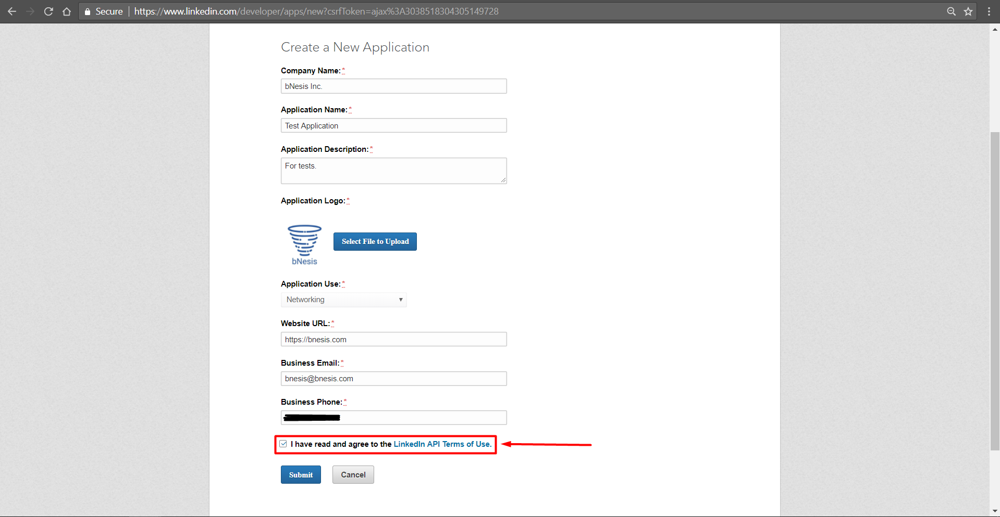 Secure https://www.linkedin.com/developer/apps/new?csrfToken=ajax%3A3038518304305149728
Create a New Application
Company Name:*
bNesis Inc.
Application Name:*
Test Application
Application Description:*
For tests.
Application Logo:*
bNesis
Select File to Upload
Application Use:*
Networking
Website URL:*
https://bnesis.com
Business Email:*
bnesis@bnesis.com
Business Phone:*
I have read and agree to the LinkedIn API Terms of Use.
Submit Cancel